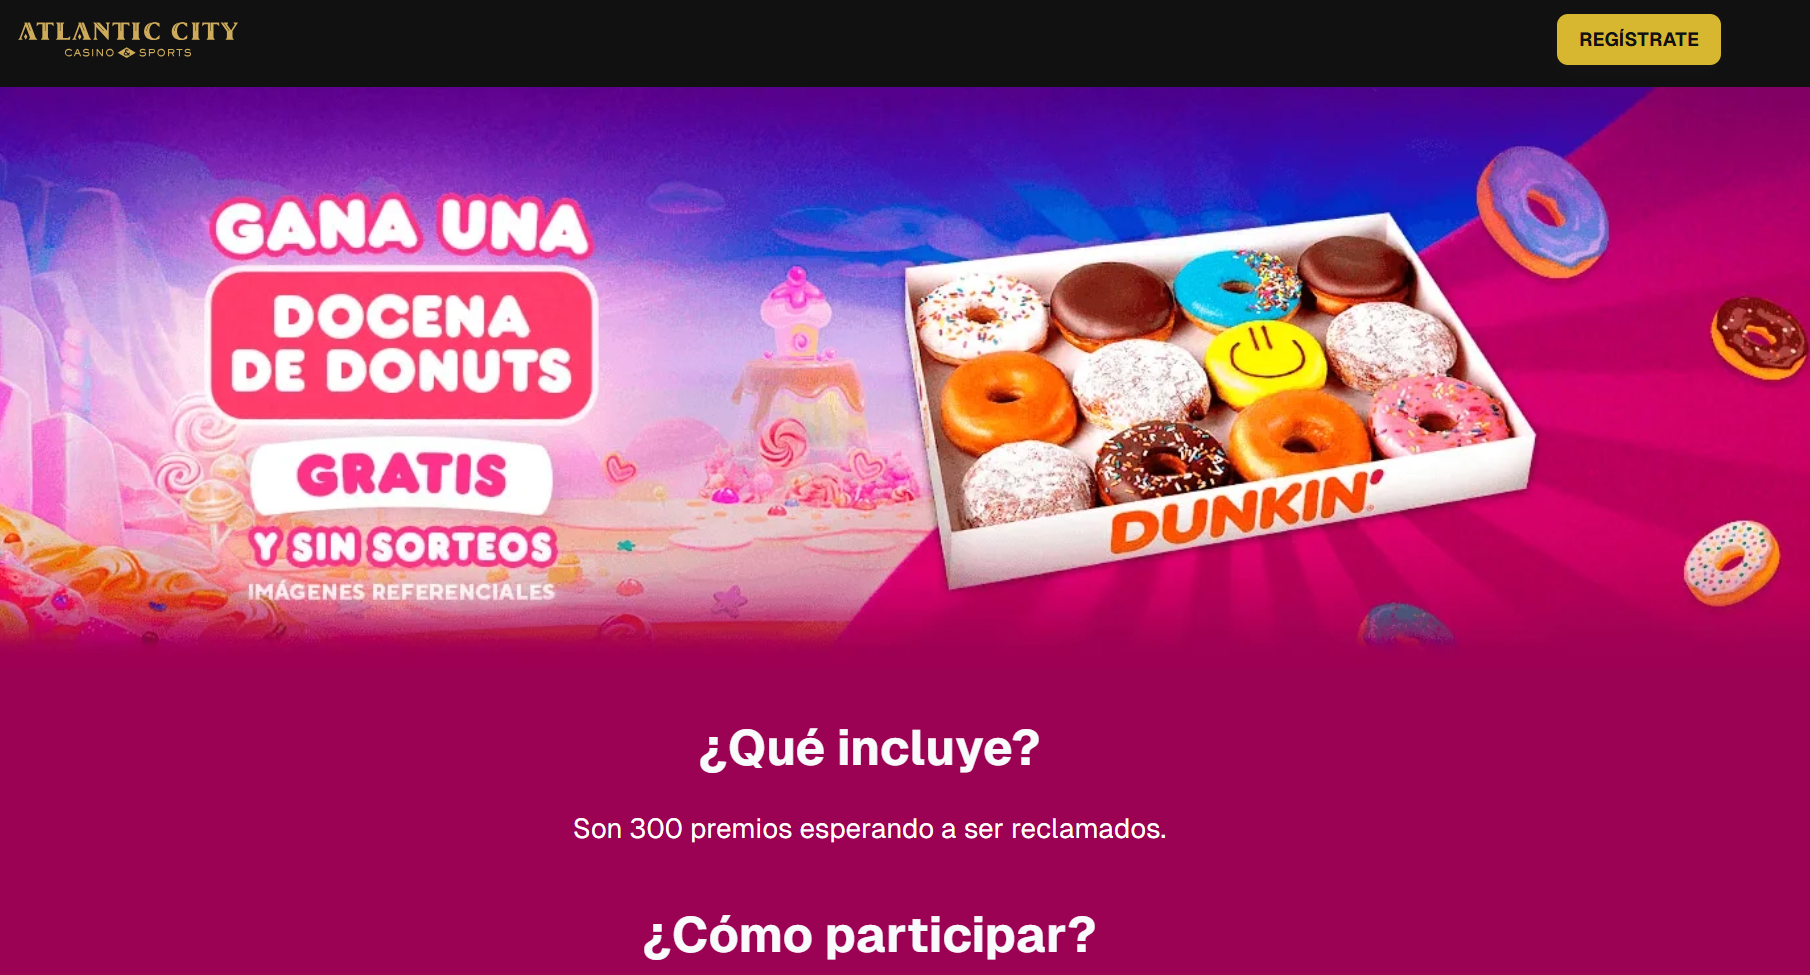 ATLANTIC CITY
CASINO & SPORTS
REGÍSTRATE
GANA UNA
DOCENA
DE DONUTS
GRATIS
Y SIN SORTEOS
IMÁGENES REFERENCIALES
DUNKIN'
¿Qué incluye?
Son 300 premios esperando a ser reclamados.
¿Cómo participar?